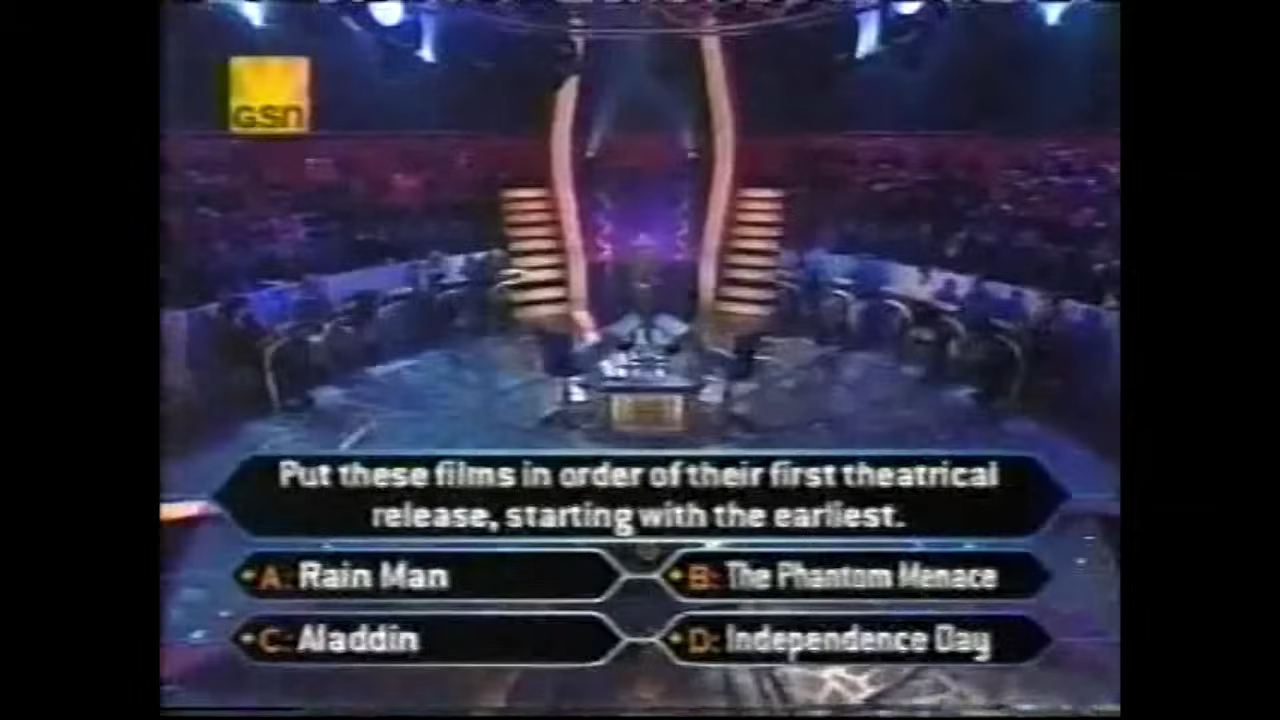 GSN
Put these films in order of their first theatrical
release, starting with the earliest.
A: Rain Man
B: The Phantom Menace
C: Aladdin
D: Independence Day